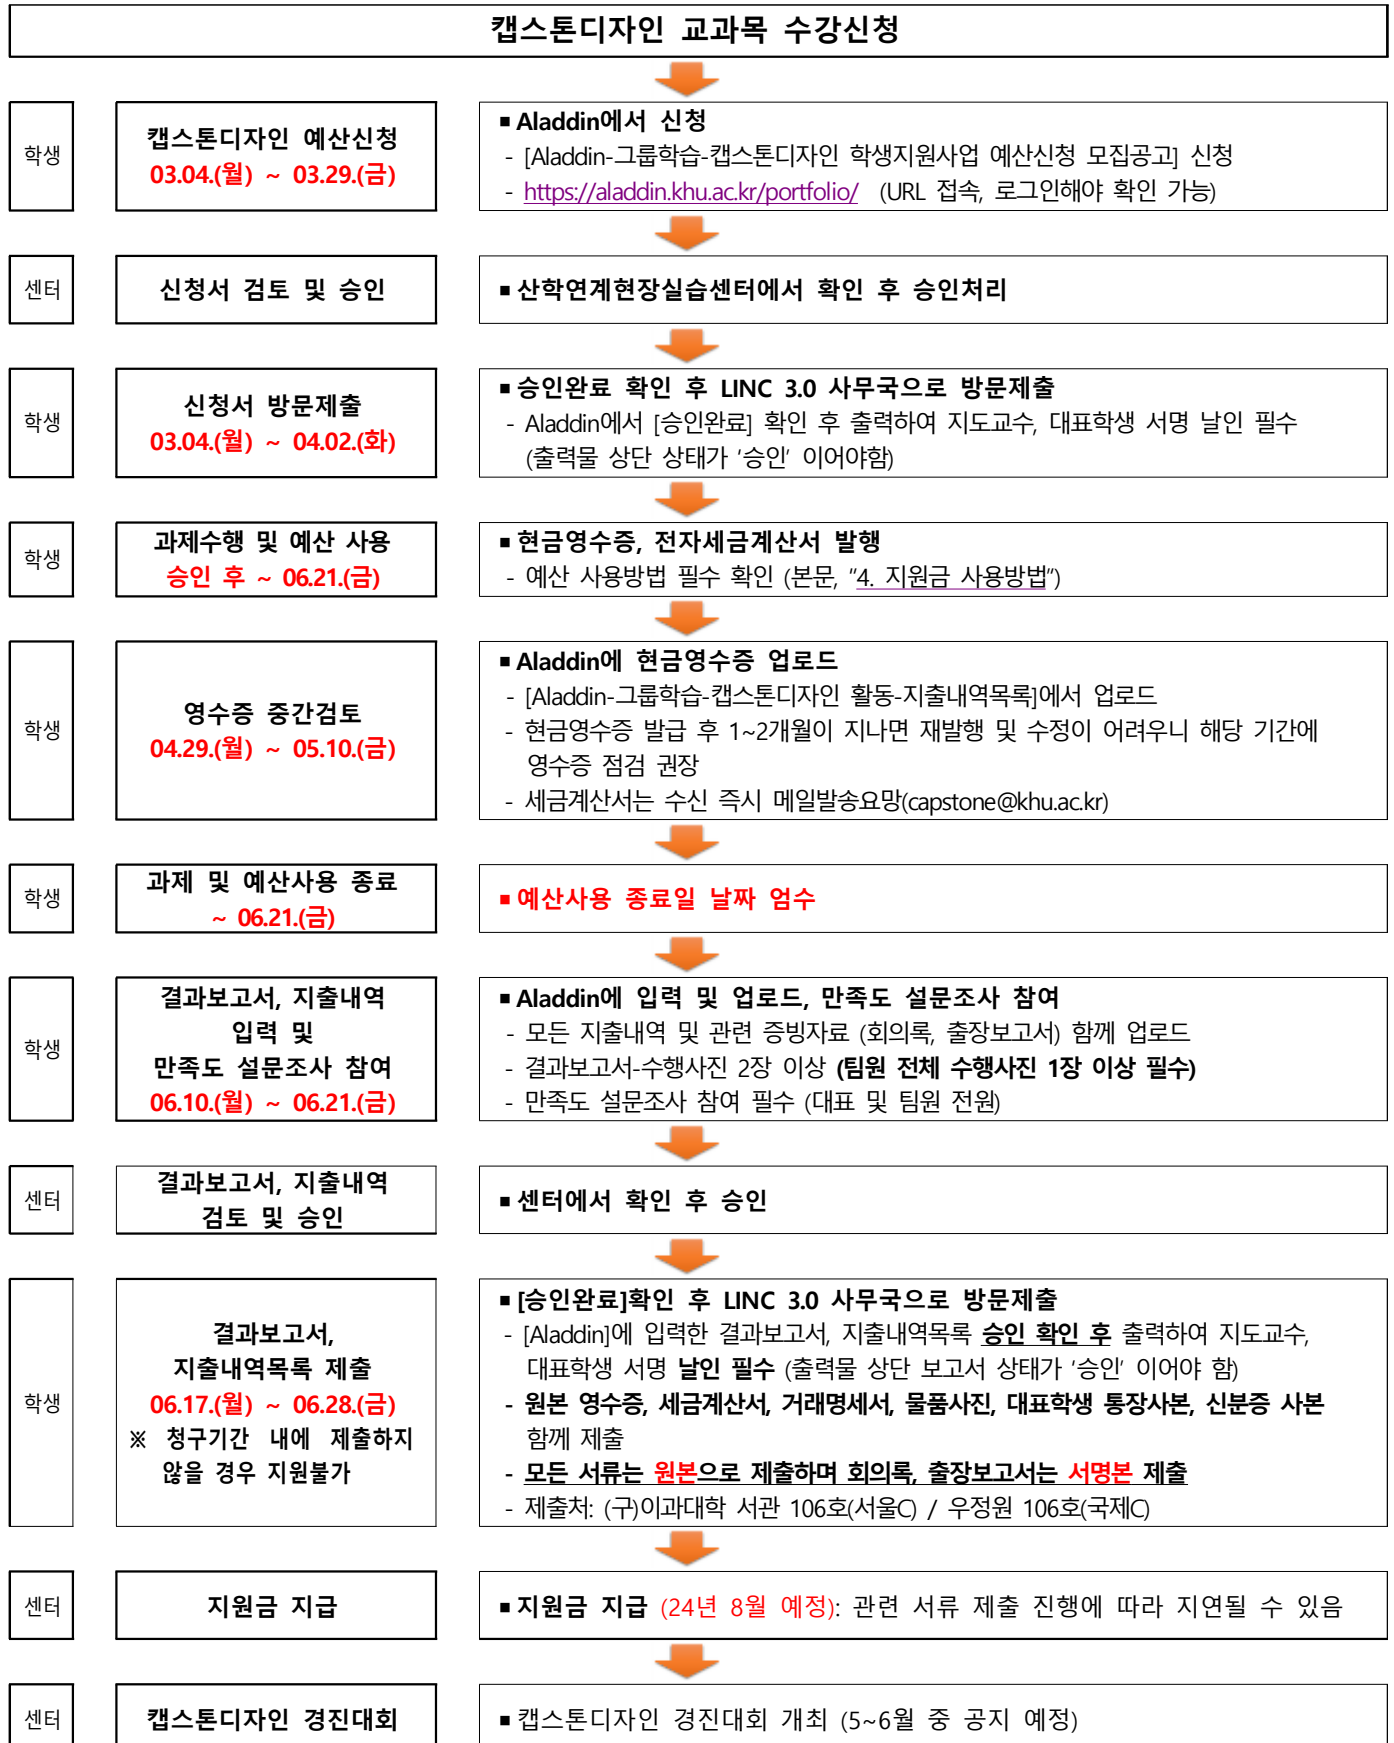 캡스톤디자인 교과목 수강신청
학생
캡스톤디자인 예산신청
03.04.(월) ~ 03.29.(금)
▪ Aladdin에서 신청
- [Aladdin-그룹학습-캡스톤디자인 학생지원사업 예산신청 모집공고] 신청
- https://aladdin.khu.ac.kr/portfolio/ (URL 접속, 로그인해야 확인 가능)
센터
신청서 검토 및 승인
▪ 산학연계현장실습센터에서 확인 후 승인처리
학생
신청서 방문제출
03.04.(월) ~ 04.02.(화)
▪ 승인완료 확인 후 LINC 3.0 사무국으로 방문제출
- Aladdin에서 [승인완료] 확인 후 출력하여 지도교수, 대표학생 서명 날인 필수
(출력물 상단 상태가 '승인' 이어야함)
학생
과제수행 및 예산 사용
승인 후 ~ 06.21.(금)
▪ 현금영수증, 전자세금계산서 발행
- 예산 사용방법 필수 확인 (본문, "4. 지원금 사용방법")
학생
영수증 중간검토
04.29.(월) ~ 05.10.(금)
▪ Aladdin에 현금영수증 업로드
- [Aladdin-그룹학습-캡스톤디자인 활동-지출내역목록]에서 업로드
- 현금영수증 발급 후 1~2개월이 지나면 재발행 및 수정이 어려우니 해당 기간에
영수증 점검 권장
- 세금계산서는 수신 즉시 메일발송요망(capstone@khu.ac.kr)
학생
과제 및 예산사용 종료
~ 06.21.(금)
▪ 예산사용 종료일 날짜 엄수
학생
결과보고서, 지출내역
입력 및
만족도 설문조사 참여
06.10.(월) ~ 06.21.(금)
▪ Aladdin에 입력 및 업로드, 만족도 설문조사 참여
- 모든 지출내역 및 관련 증빙자료 (회의록, 출장보고서) 함께 업로드
- 결과보고서-수행사진 2장 이상 (팀원 전체 수행사진 1장 이상 필수)
- 만족도 설문조사 참여 필수 (대표 및 팀원 전원)
센터
결과보고서, 지출내역
검토 및 승인
▪ 센터에서 확인 후 승인
학생
결과보고서,
지출내역목록 제출
06.17.(월) ~ 06.28.(금)
※ 청구기간 내에 제출하지
않을 경우 지원불가
▪ [승인완료]확인 후 LINC 3.0 사무국으로 방문제출
- [Aladdin]에 입력한 결과보고서, 지출내역목록 승인 확인 후 출력하여 지도교수,
대표학생 서명 날인 필수 (출력물 상단 보고서 상태가 '승인' 이어야 함)
- 원본 영수증, 세금계산서, 거래명세서, 물품사진, 대표학생 통장사본, 신분증 사본
함께 제출
- 모든 서류는 원본으로 제출하며 회의록, 출장보고서는 서명본 제출
- 제출처: (구)이과대학 서관 106호(서울C) / 우정원 106호(국제C)
센터
지원금 지급
▪ 지원금 지급 (24년 8월 예정): 관련 서류 제출 진행에 따라 지연될 수 있음
센터
캡스톤디자인 경진대회
▪ 캡스톤디자인 경진대회 개최 (5~6월 중 공지 예정)